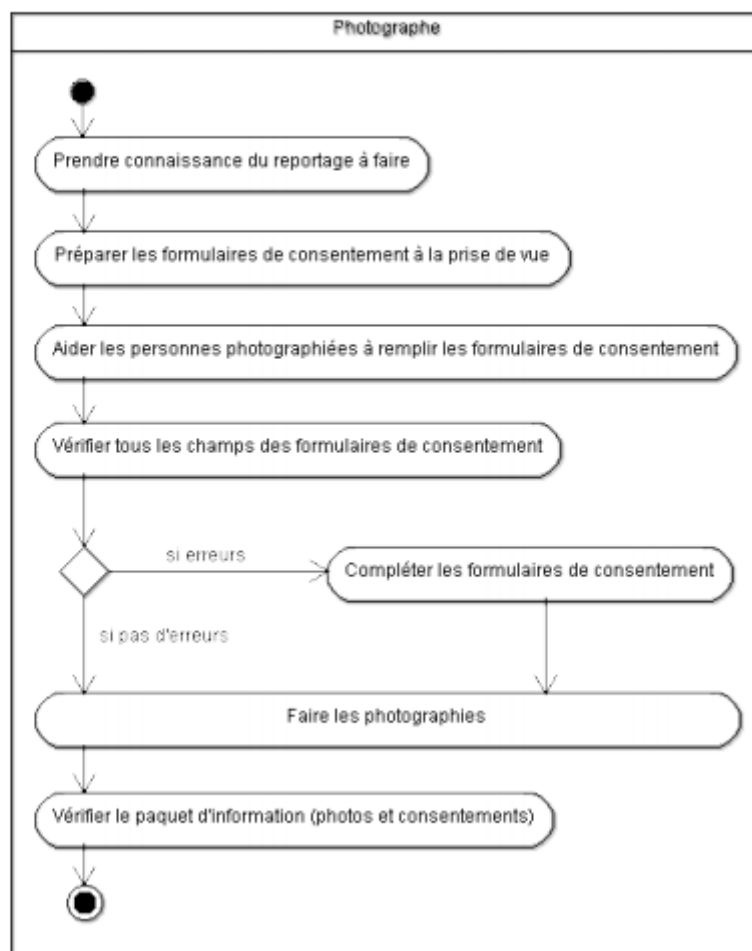 Photographe
Prendre connaissance du reportage à faire
Préparer les formulaires de consentement à la prise de vue
Aider les personnes photographiées à remplir les formulaires de consentement
Vérifier tous les champs des formulaires de consentement
si erreurs
Compléter les formulaires de consentement
si pas d'erreurs
Faire les photographies
Vérifier le paquet d'information (photos et consentements)